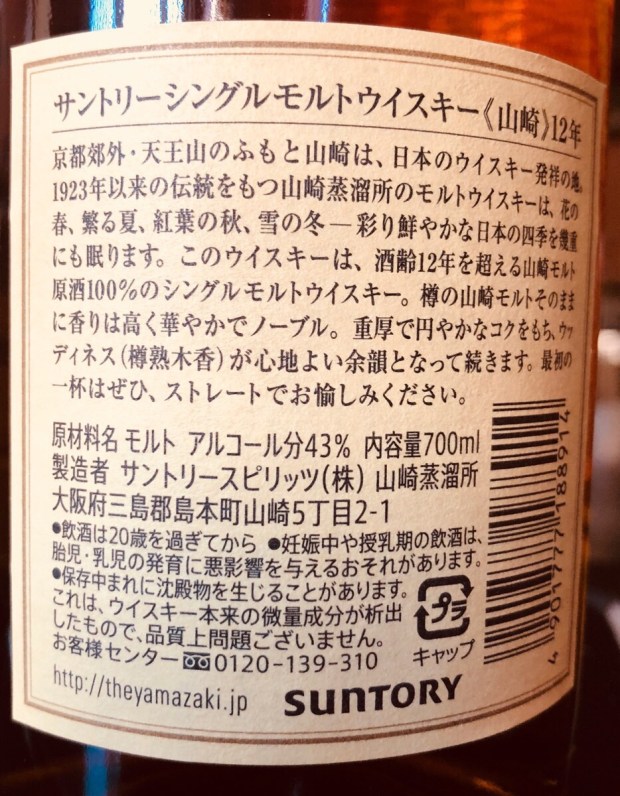 サントリーシングルモルトウイスキー《山崎》12年
京都郊外・天王山のふもと山崎は、日本のウイスキー発祥の地。
1923年以来の伝統をもつ山崎蒸溜所のモルトウイスキーは、花の
春、繁る夏、紅葉の秋、雪の冬―彩り鮮やかな日本の四季を幾重
にも眠ります。このウイスキーは、酒齢12年を超える山崎モルト
原酒100%のシングルモルトウイスキー。樽の山崎モルトそのまま
に香りは高く華やかでノーブル。重厚で円やかなコクをもち、ウッ
ディネス(樽熟木香)が心地よい余韻となって続きます。最初の
一杯はぜひ、ストレートでお愉しみください。
原材料名 モルト アルコール分43% 内容量700ml
製造者 サントリースピリッツ(株) 山崎蒸溜所
大阪府三島郡島本町山崎5丁目2-1
●飲酒は20歳を過ぎてから ●妊娠中や授乳期の飲酒は、
胎児・乳児の発育に悪影響を与えるおそれがあります。
●保存中まれに沈殿物を生じることがあります。
これは、ウイスキー本来の微量成分が析出
したもので、品質上問題ございません。
お客様センター 0120-139-310
プラ
キャップ
http://theyamazaki.jp
SUNTORY
4 901777 188914